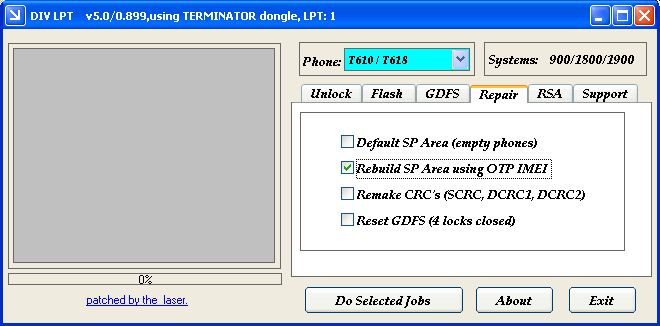 DIV LPT v5.0/0.899,using TERMINATOR dongle, LPT: 1
Phone: T610 / T618
Systems: 900/1800/1900
Unlock Flash GDFS Repair RSA Support
Default SP Area (empty phones)
Rebuild SP Area using OTP IMEI
Remake CRC's (SCRC, DCRC1, DCRC2)
Reset GDFS (4 locks closed)
0%
patched by the laser.
Do Selected Jobs About Exit